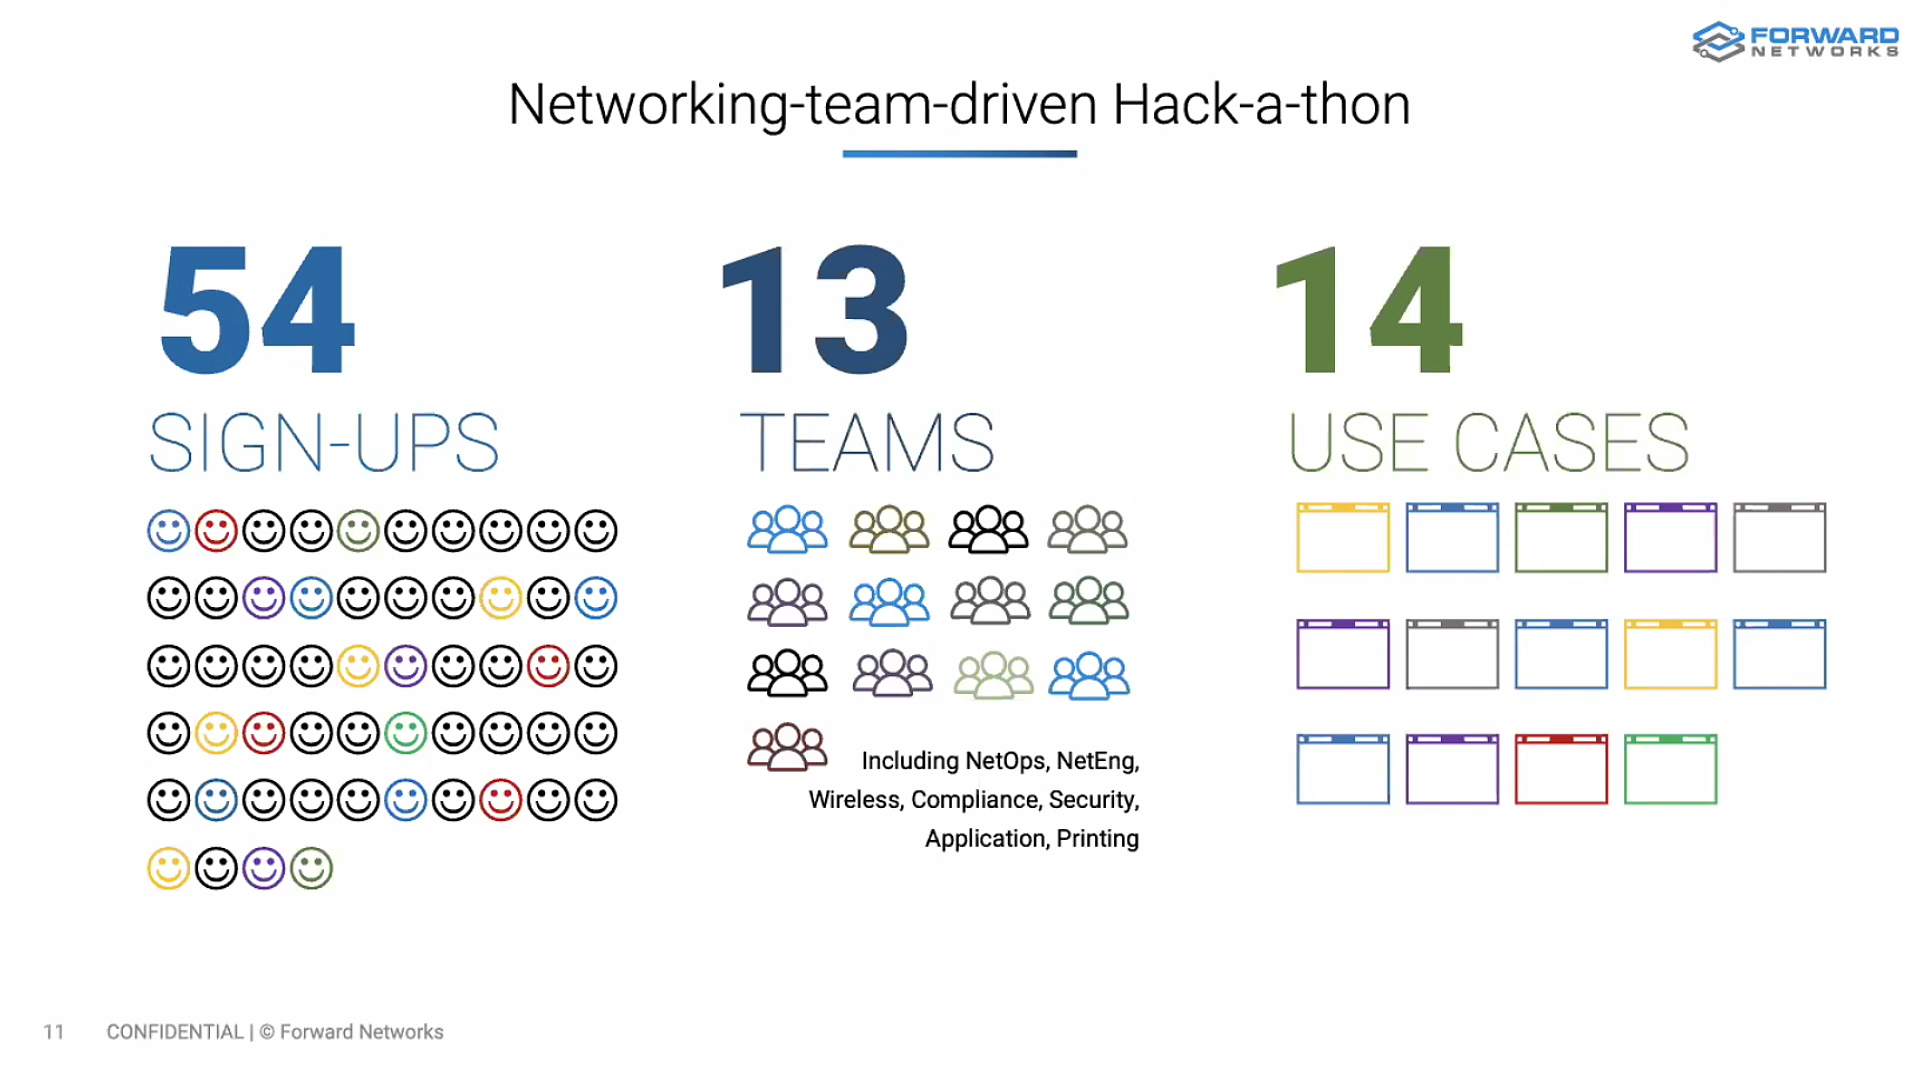 FORWARD
NETWORKS
Networking-team-driven Hack-a-thon
54
SIGN-UPS
13
TEAMS
Including NetOps, NetEng,
Wireless, Compliance, Security,
Application, Printing
14
USE CASES
11 CONFIDENTIAL | © Forward Networks